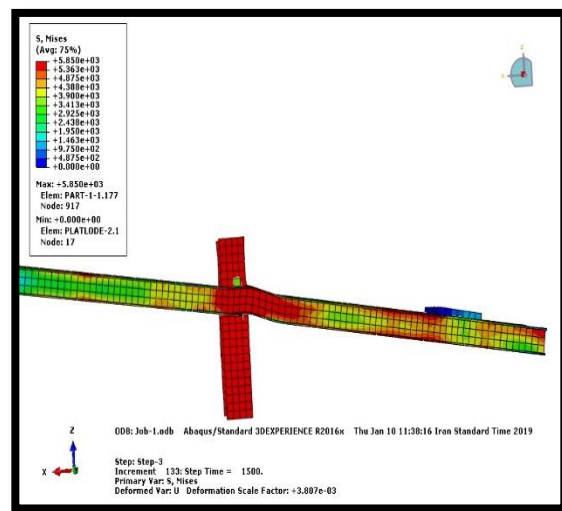 S, Mises
(Avg: 75%)
+5.850e+03
+5.363e+03
+4.875e+03
+4.388e+03
+3.900e+03
+3.413e+03
+2.925e+03
+2.438e+03
+1.950e+03
+1.463e+03
+9.750e+02
+4.875e+02
+0.000e+00
Max: +5.850e+03
Elem: PART-1-1.177
Node: 917
Min: +0.000e+00
Elem: PLATLODE-2.1
Node: 17
Z
X
ODB: Job-1.odb Abaqus/Standard 3DEXPERIENCE R2016x Thu Jan 10 11:38:16 Iran Standard Time 2019
Step: Step-3
Increment 133: Step Time = 1500.
Primary Var: S, Mises
Deformed Var: U Deformation Scale Factor: +3.807e-03